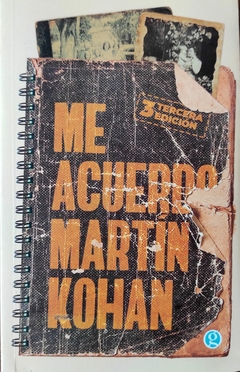 ME
ACUERDO
MARTÍN
KOHAN
3 TERCERA
EDICIÓN
g